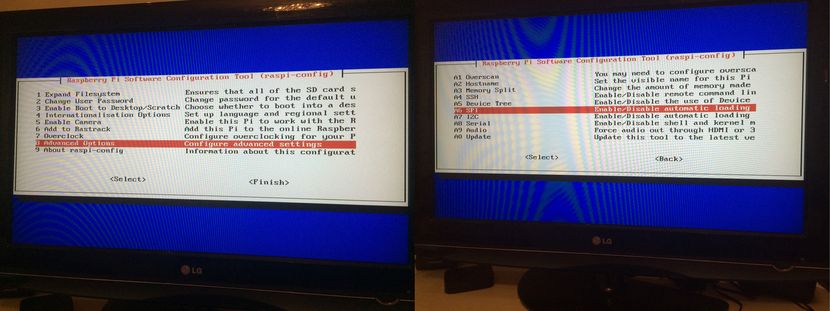 Raspberry Pi Software Configuration Tool (raspi-config)
1 Expand Filesystem Ensures that all of the SD card s
2 Change User Password Change password for the default u
3 Enable Boot to Desktop/Scratch Choose whether to boot into a des
4 Internationalisation Options Set up language and regional sett
5 Enable Camera Enable this Pi to work with the R
6 Add to Rastrack Add this Pi to the online Raspber
7 Overclock Configure overclocking for your P
8 Advanced Options Configure advanced settings
9 About raspi-config Information about this configurat
<Select> <Finish>
LG
Raspberry Pi Software Configuration Tool (raspi-config)
A1 Overscan You may need to configure oversca
A2 Hostname Set the visible name for this Pi
A3 Memory Split Change the amount of memory made
A4 SSH Enable/Disable remote command lin
A5 Device Tree Enable/Disable the use of Device
A6 SPI Enable/Disable automatic loading
A7 I2C Enable/Disable automatic loading
A8 Serial Enable/Disable shell and kernel m
A9 Audio Force audio out through HDMI or 3
A0 Update Update this tool to the latest ve
<Select> <Back>
LG